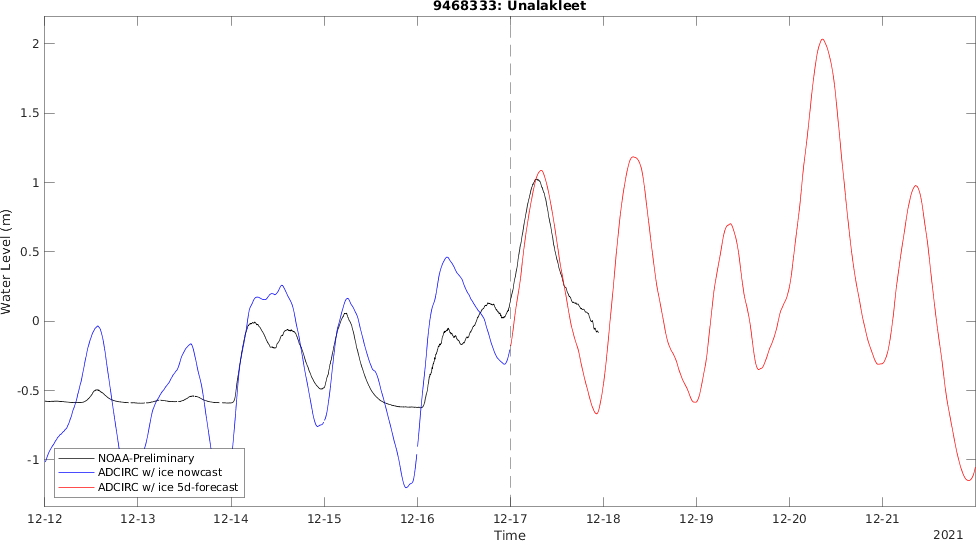 9468333: Unalakleet
Water Level (m)
2
1.5
1
0.5
0
-0.5
-1
NOAA-Preliminary
ADCIRC w/ ice nowcast
ADCIRC w/ ice 5d-forecast
12-12 12-13 12-14 12-15 12-16 12-17 12-18 12-19 12-20 12-21
Time
2021